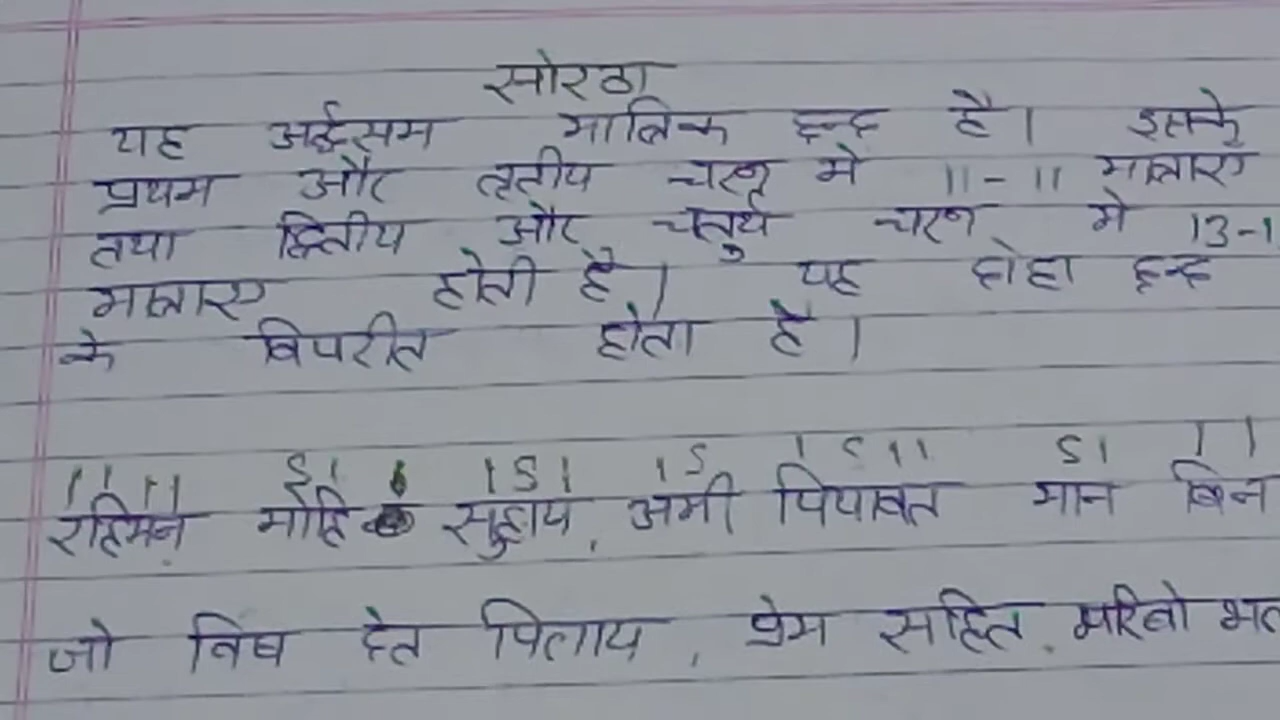 सोरठा
यह अर्द्धसम मात्रिक छन्द है। इसके
प्रथम और तृतीय चरण मे 11-11 मात्राए
तथा द्वितीय और चतुर्थ चरण मे 13-1
मात्राए होती है। यह दोहा छन्द
के विपरीत होता है।
।।।। ऽ। ।ऽ। ।ऽ ।ऽ।। ऽ। ।।
रहिमन मोहि सुहाय, अमी पियावत मान बिन
जो विष देत पिलाय, प्रेम सहित मरिबो भल